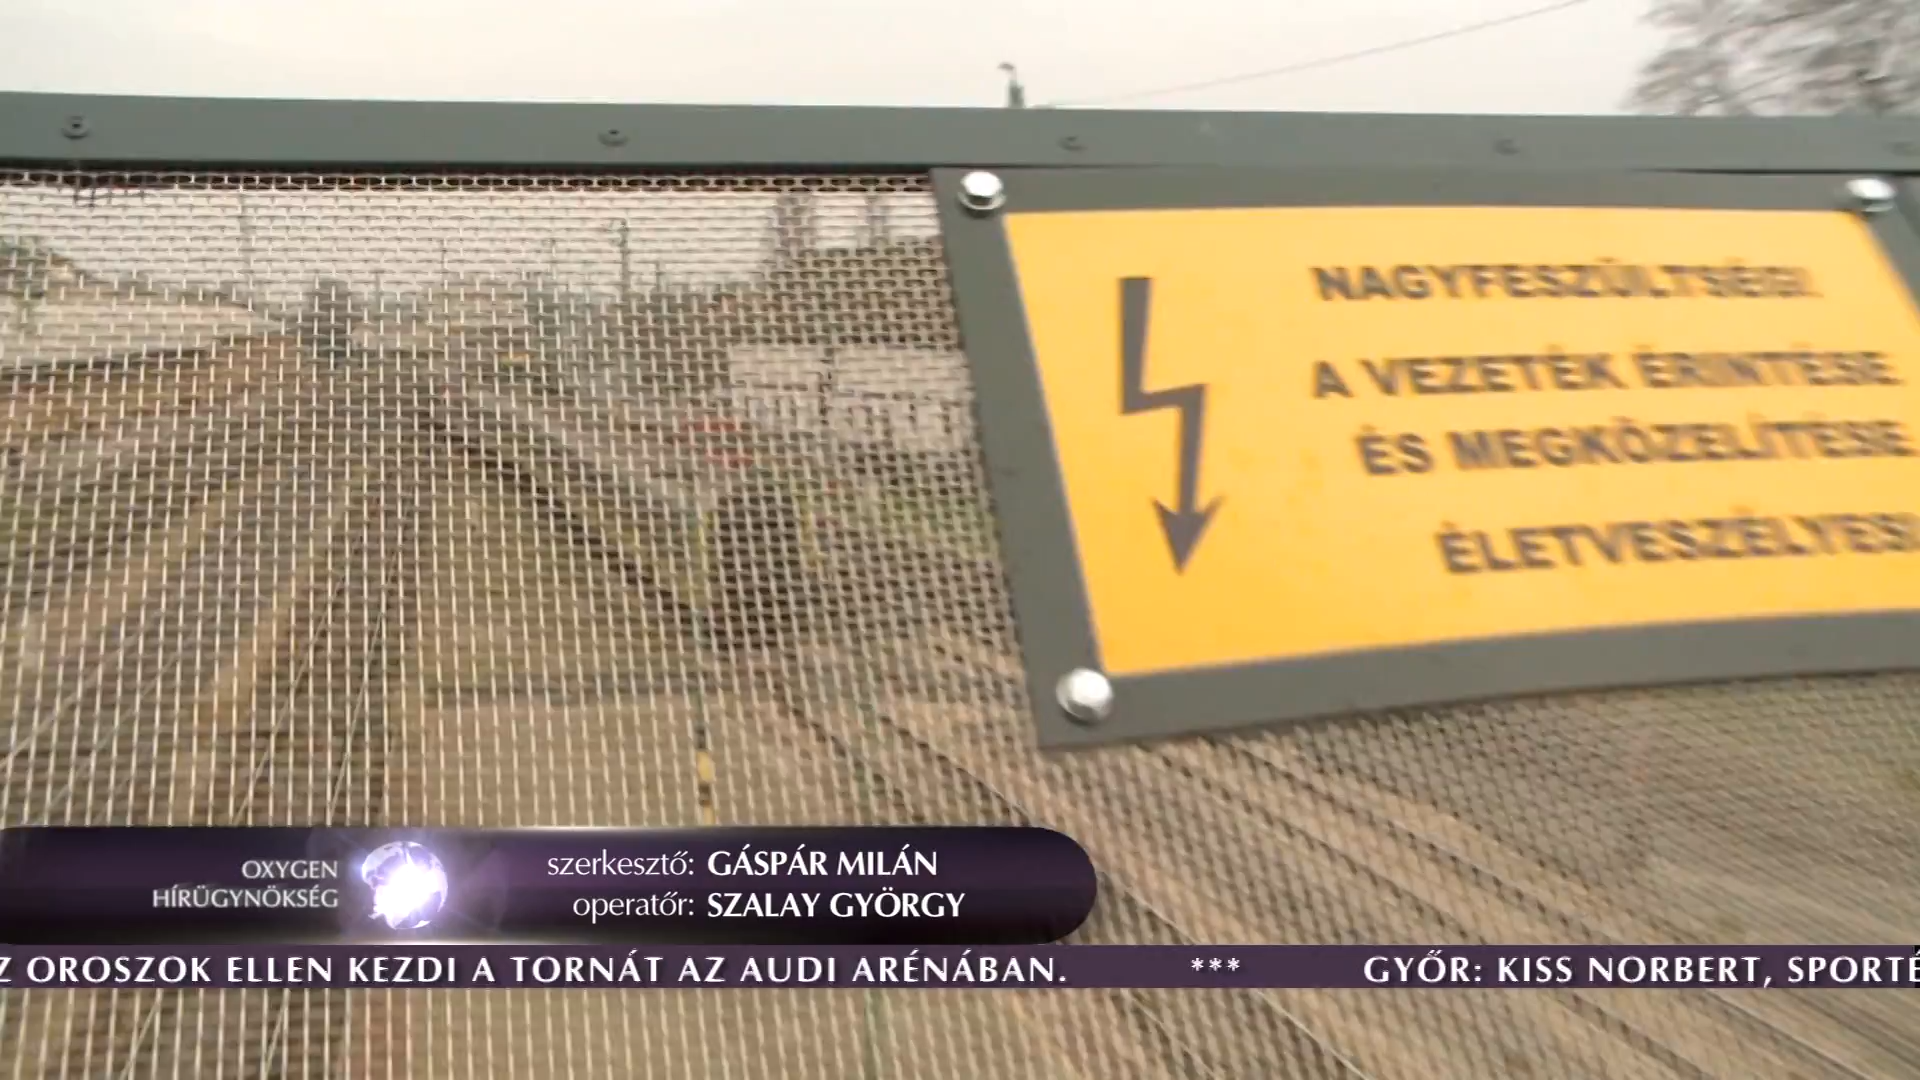 NAGYFESZÜLTSÉG!
A VEZETÉK ÉRINTÉSE
ÉS MEGKÖZELÍTÉSE
ÉLETVESZÉLYES!
OXYGEN
HÍRÜGYNÖKSÉG
szerkesztő: GÁSPÁR MILÁN
operatőr: SZALAY GYÖRGY
Z OROSZOK ELLEN KEZDI A TORNÁT AZ AUDI ARÉNÁBAN. *** GYŐR: KISS NORBERT, SPORTÉ